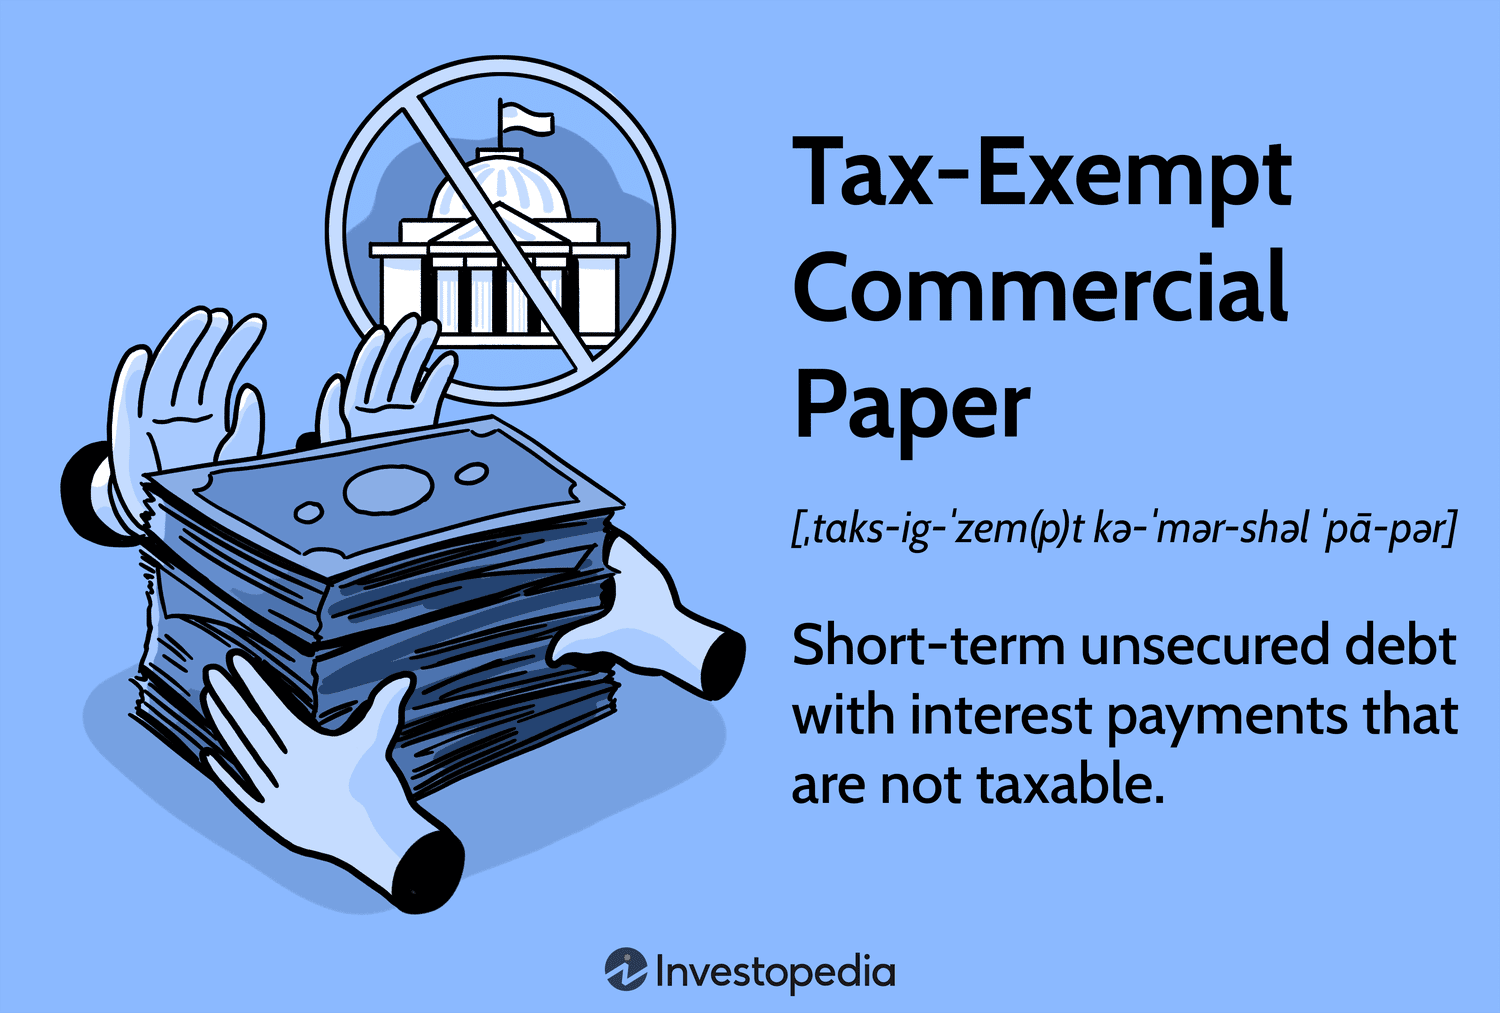 Tax-Exempt
Commercial
Paper
[ˌtaks-ig-ˈzem(p)t kə-ˈmər-shəl ˈpā-pər]
Short-term unsecured debt
with interest payments that
are not taxable.
Investopedia